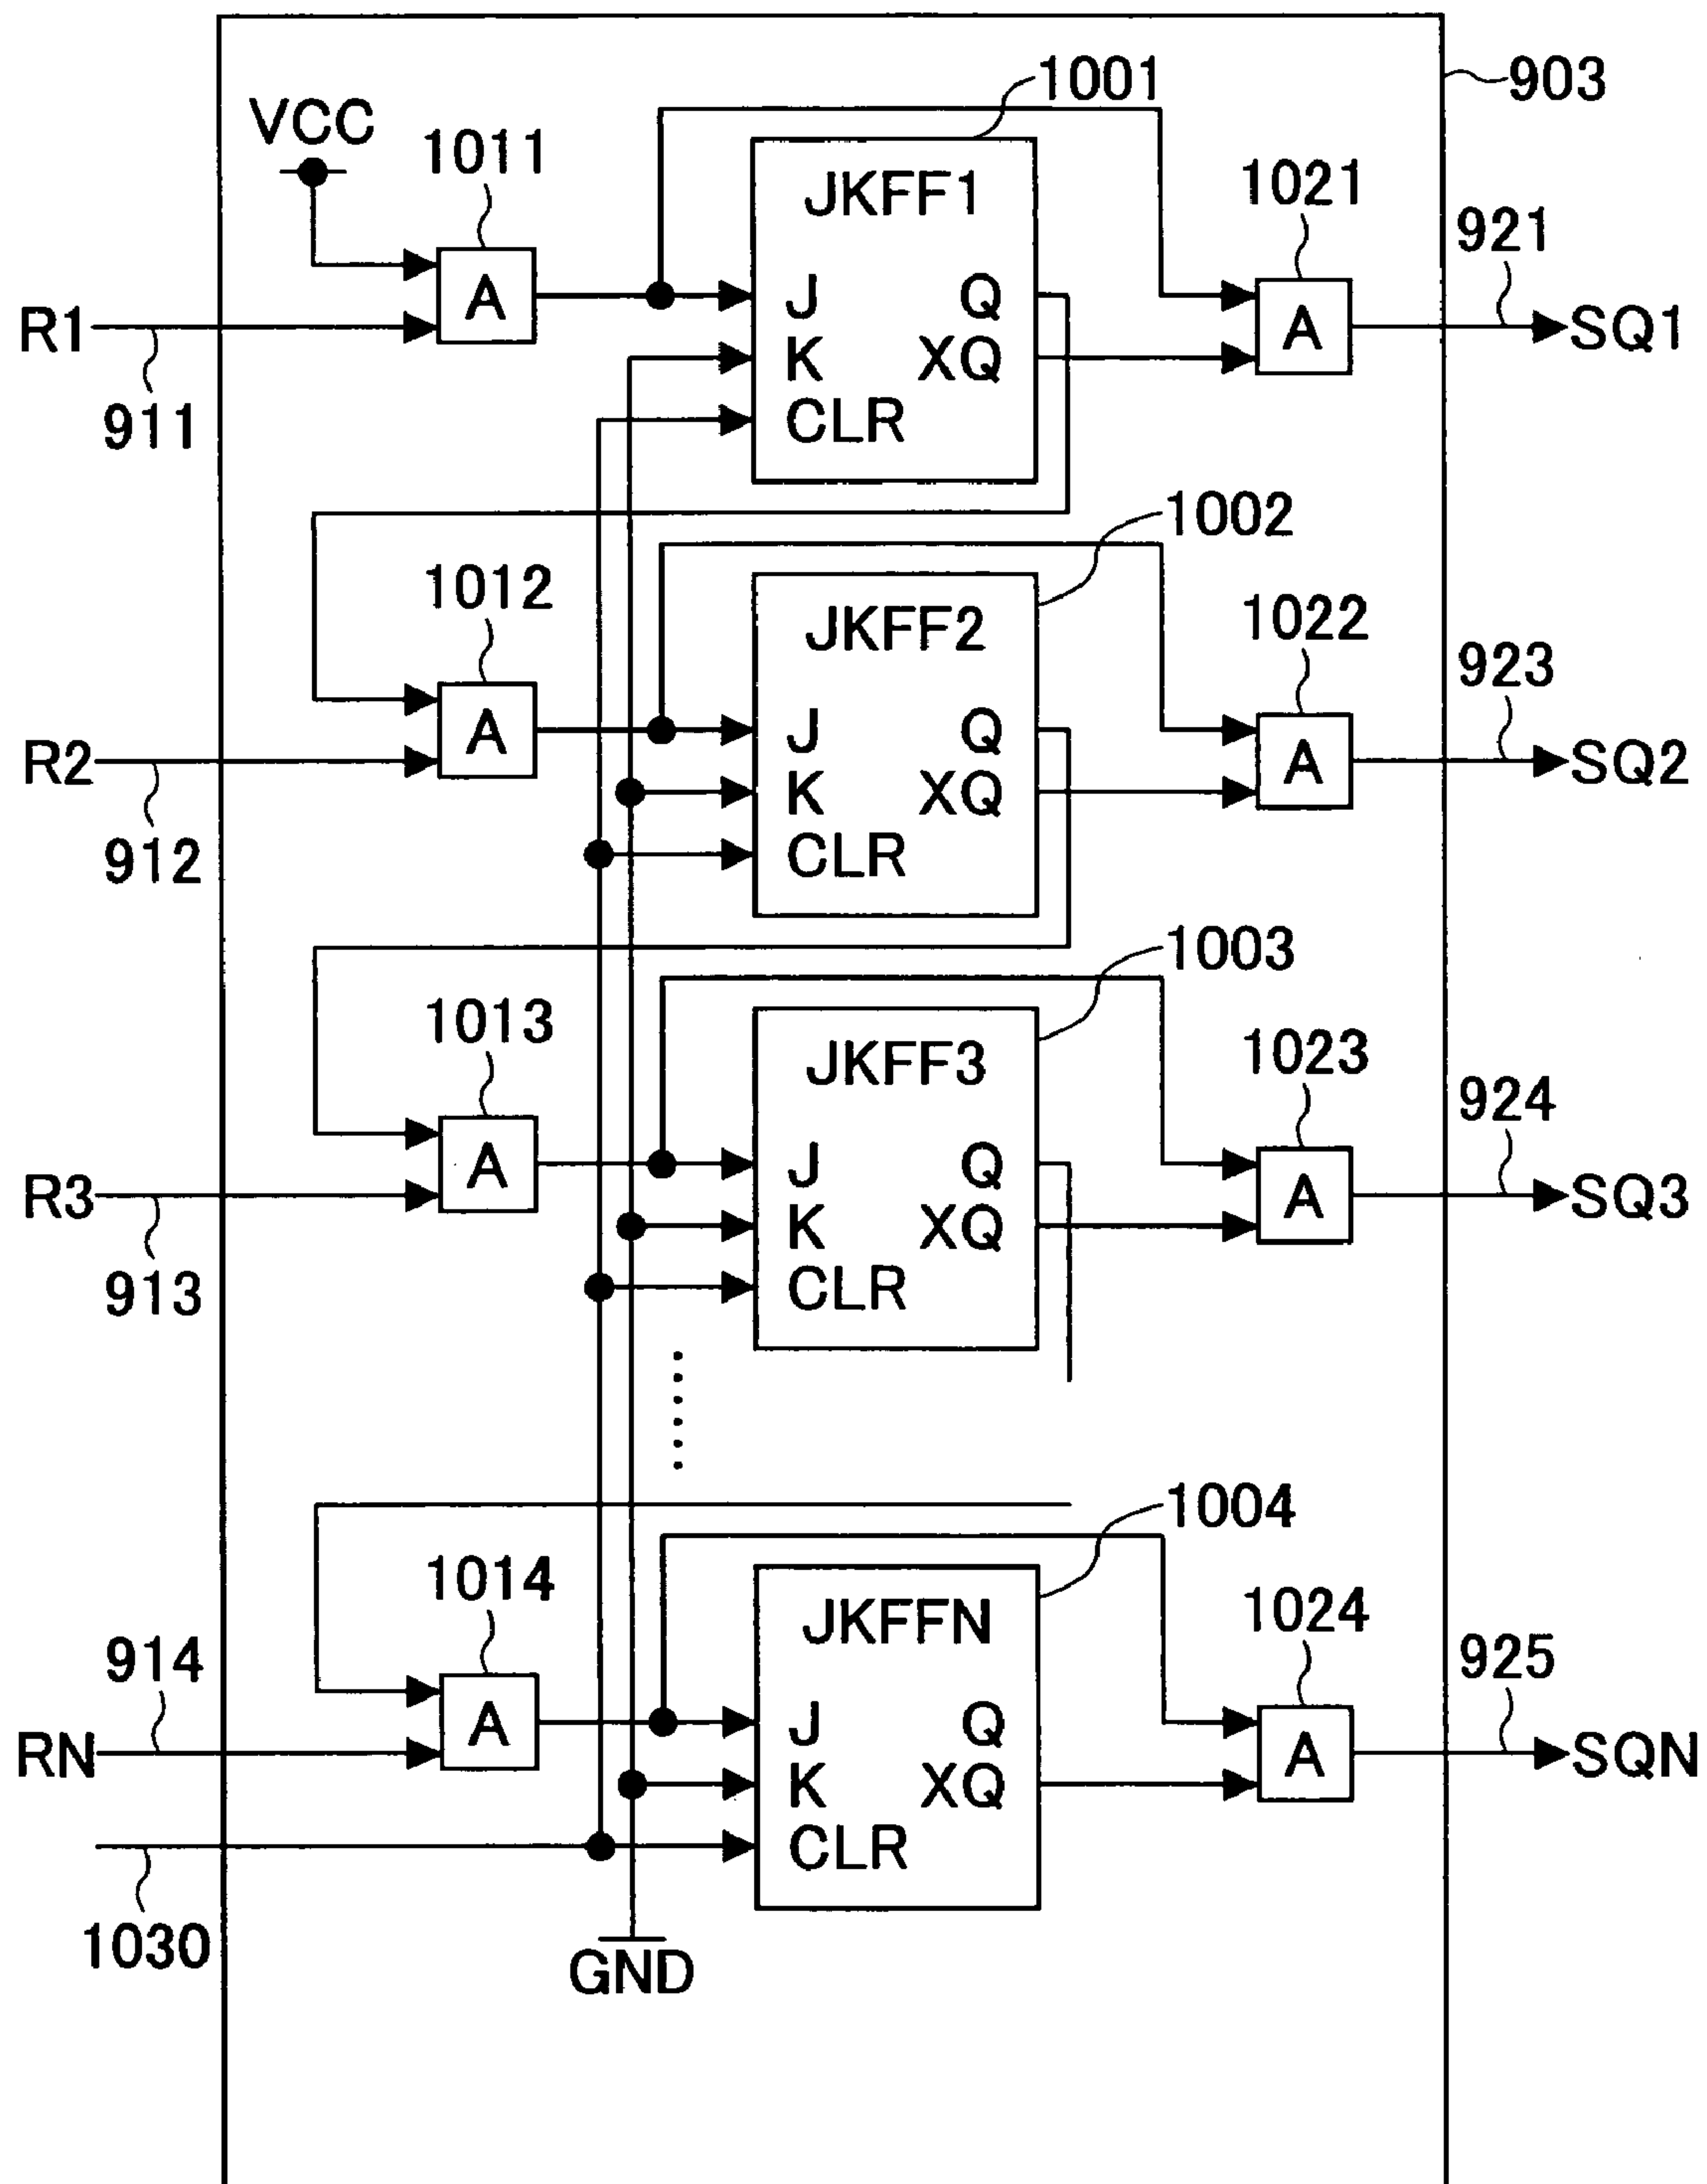 903
1001
VCC
1011
JKFF1
1021
921
A
J Q
A
R1
SQ1
K XQ
911
CLR
1002
1012
JKFF2
1022
923
A
J Q
A
R2
SQ2
K XQ
912
CLR
1003
1013
JKFF3
1023
924
A
J Q
A
R3
SQ3
K XQ
913
CLR
1004
1014
JKFFN
1024
914
925
A
J Q
A
RN
SQN
K XQ
CLR
1030
GND